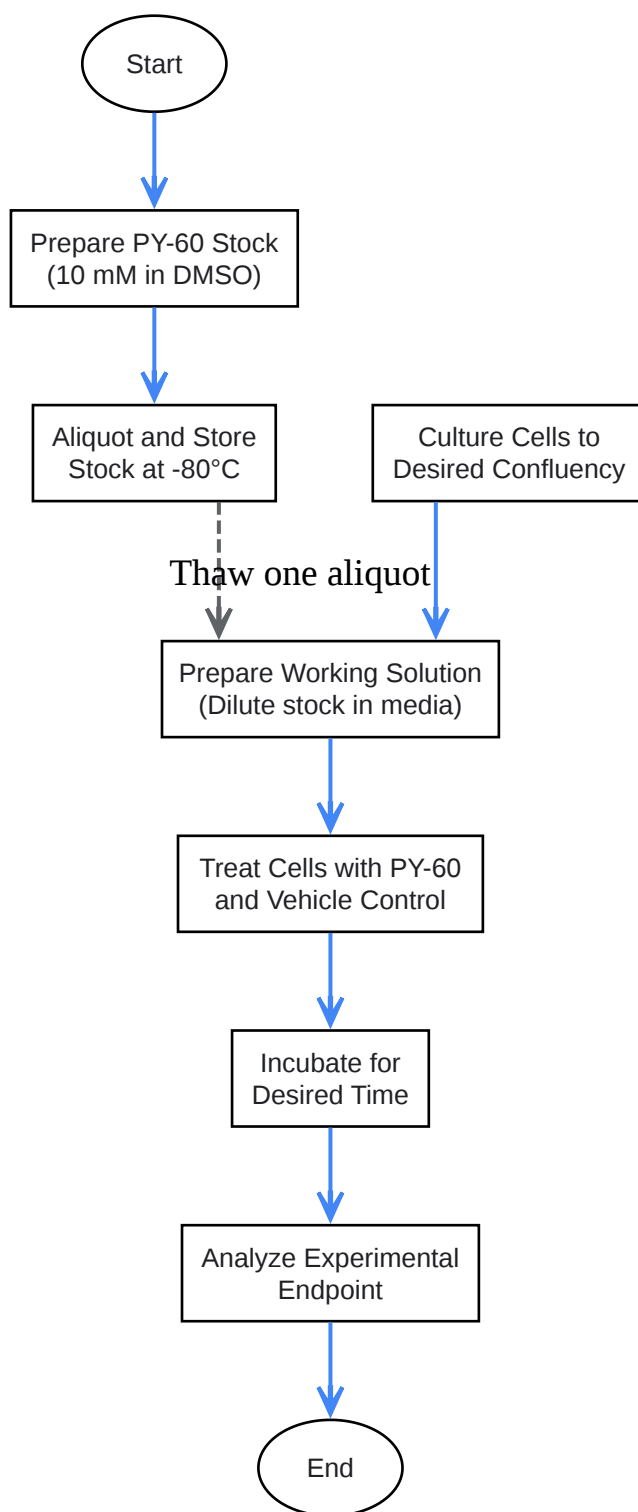 Start
Prepare PY-60 Stock
(10 mM in DMSO)
Aliquot and Store
Stock at -80°C
Culture Cells to
Desired Confluency
Thaw one aliquot
Prepare Working Solution
(Dilute stock in media)
Treat Cells with PY-60
and Vehicle Control
Incubate for
Desired Time
Analyze Experimental
Endpoint
End